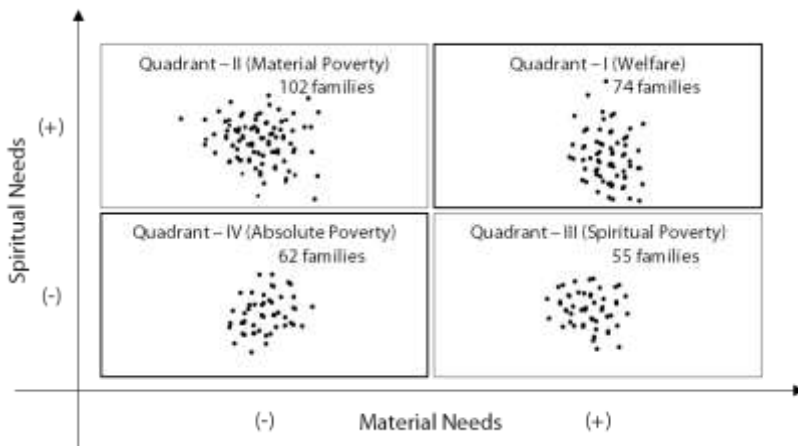 Spiritual Needs
(+)
(-)
Quadrant – II (Material Poverty)
102 families
Quadrant – I (Welfare)
74 families
Quadrant – IV (Absolute Poverty)
62 families
Quadrant – III (Spiritual Poverty)
55 families
(-)
Material Needs
(+)